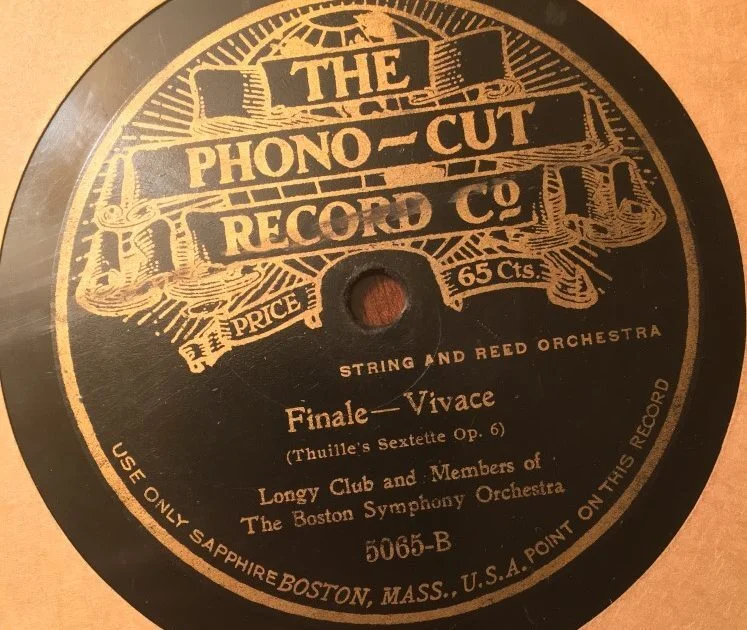 THE
PHONO-CUT
RECORD Co
PRICE 65 Cts.
STRING AND REED ORCHESTRA
Finale—Vivace
(Thuille's Sextette Op. 6)
Longy Club and Members of
The Boston Symphony Orchestra
5065-B
USE ONLY SAPPHIRE POINT ON THIS RECORD
BOSTON, MASS., U.S.A.